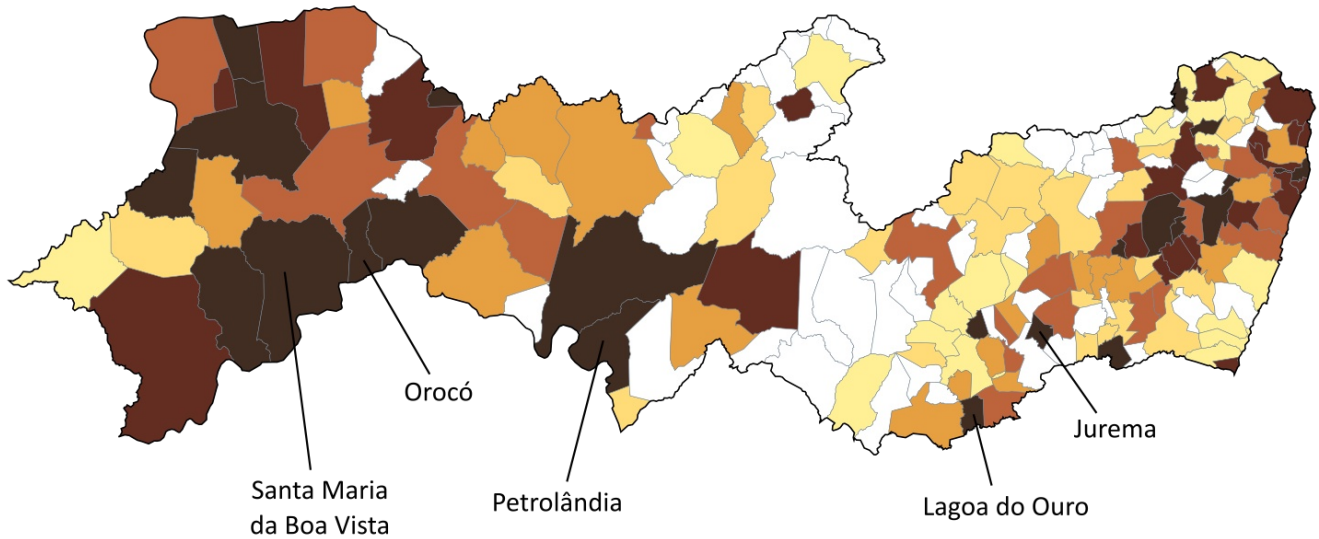 Orocó
Jurema
Santa Maria
da Boa Vista
Petrolândia
Lagoa do Ouro